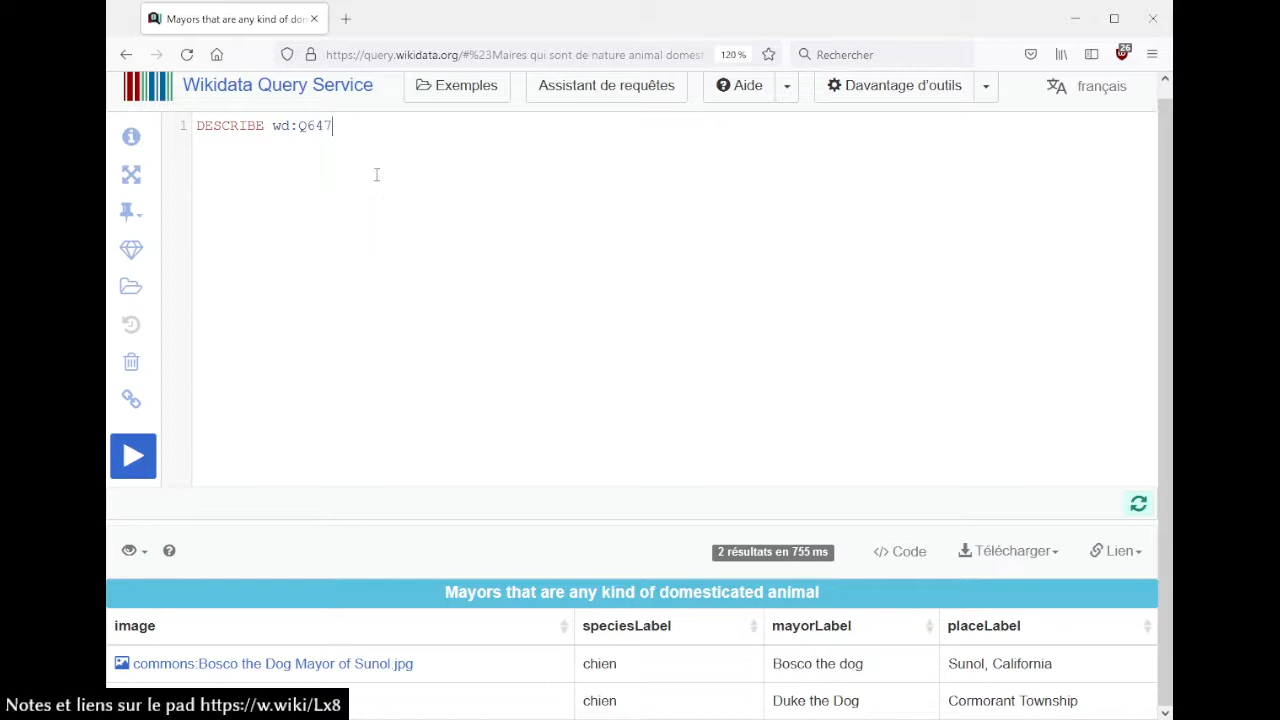 Mayors that are any kind of don
https://query.wikidata.org/#%23Maires qui sont de nature animal domest
120 %
Rechercher
26
Wikidata Query Service
Exemples
Assistant de requêtes
Aide
Davantage d'outils
français
1 DESCRIBE wd:Q647
2 résultats en 755 ms
</> Code
Télécharger
Lien
Mayors that are any kind of domesticated animal
image speciesLabel mayorLabel placeLabel
commons:Bosco the Dog Mayor of Sunol.jpg chien Bosco the dog Sunol, California
chien Duke the Dog Cormorant Township
Notes et liens sur le pad https://w.wiki/Lx8